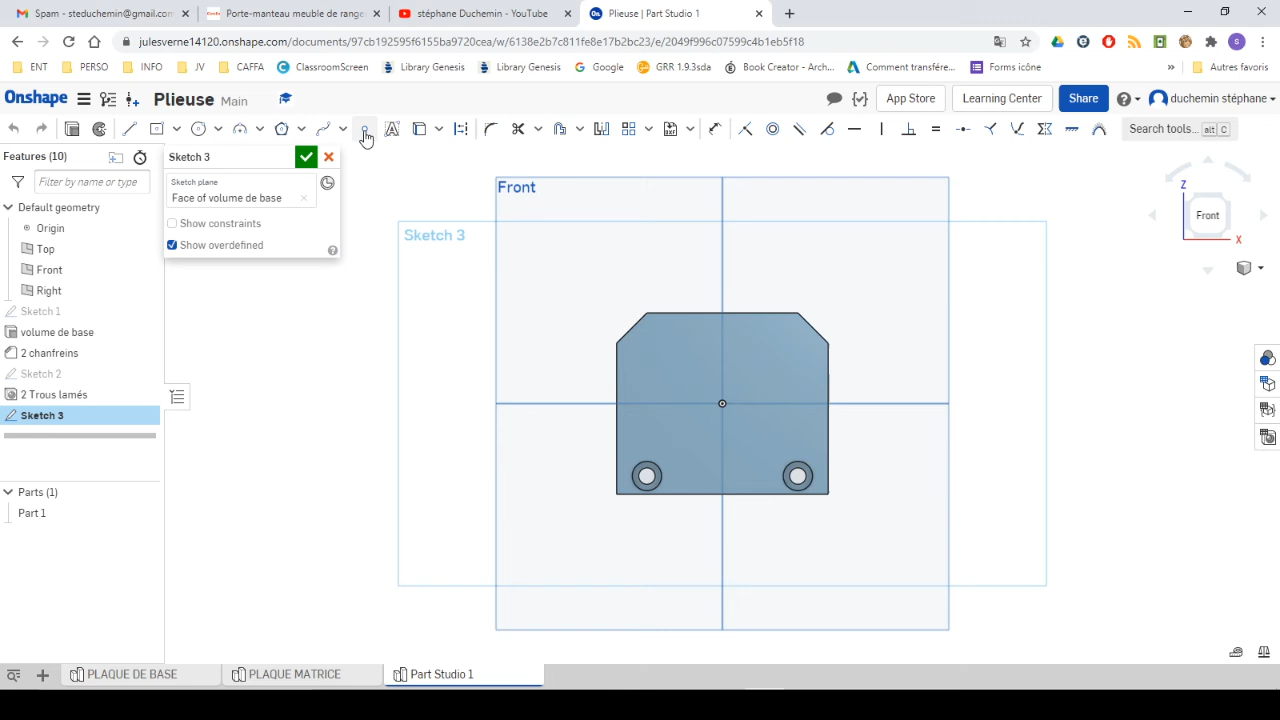 Spam - steduchemin@gmail.com
Porte-manteau meuble de range
stéphane Duchemin - YouTube
Plieuse | Part Studio 1
julesverne14120.onshape.com/documents/97cb192595f6155ba9720cea/w/6138e2b7c811fe8e17b2bc23/e/2049f996c07599c4b1eb5f18
ENT
PERSO
INFO
JV
CAFFA
ClassroomScreen
Library Genesis
Library Genesis
Google
GRR 1.9.3sda
Book Creator - Arch...
Comment transfére...
Forms icône
»
Autres favoris
Onshape
Plieuse Main
App Store
Learning Center
Share
duchemin stéphane
Search tools... alt C
Features (10)
Filter by name or type
Default geometry
Origin
Top
Front
Right
Sketch 1
volume de base
2 chanfreins
Sketch 2
2 Trous lamés
Sketch 3
Parts (1)
Part 1
Sketch 3
Sketch plane
Face of volume de base
Show constraints
Show overdefined
Front
Sketch 3
Z
Front
X
PLAQUE DE BASE
PLAQUE MATRICE
Part Studio 1